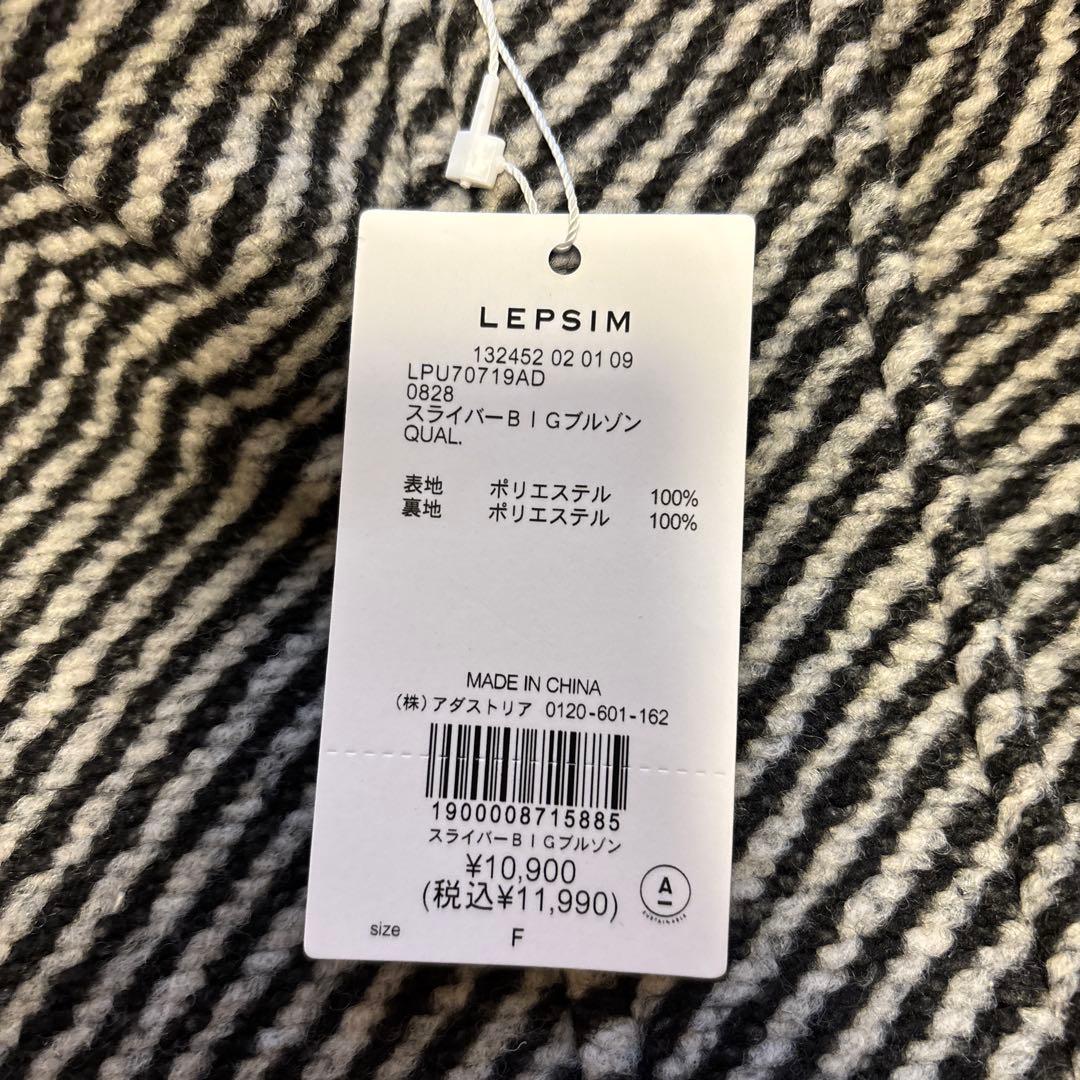 LEPSIM
132452 02 01 09
LPU70719AD
0828
スライバーBIGブルゾン
QUAL.
表地 ポリエステル 100%
裏地 ポリエステル 100%
MADE IN CHINA
(株)アダストリア 0120-601-162
1900008715885
スライバーBIGブルゾン
¥10,900
(税込¥11,990)
A
SUSTAINABLE
size F